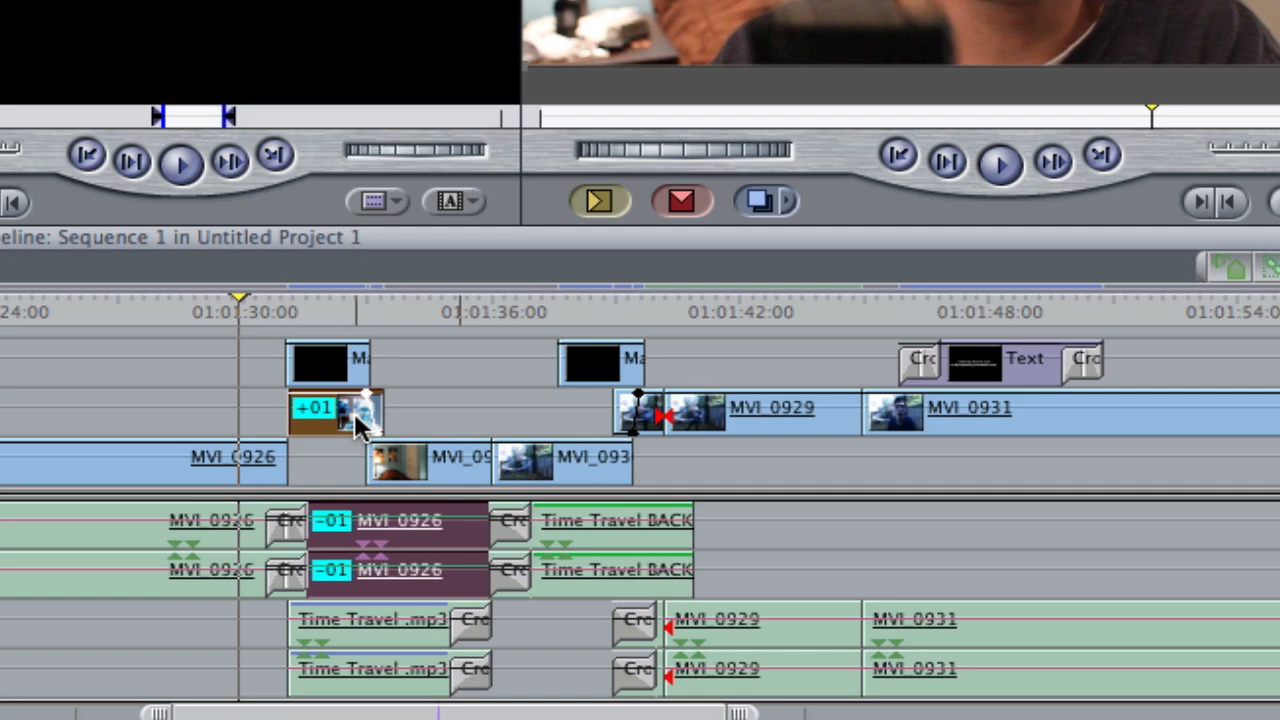 A
eline: Sequence 1 in Untitled Project 1
24:00 01:01:30:00 01:01:36:00 01:01:42:00 01:01:48:00 01:01:54:0
Ma Ma Cro Text Cro
+01 MVI_0929 MVI_0931
MVI_0926 MVI_09 MVI_093
MVI_0926 Cro -01 MVI_0926 Cro Time Travel BACK
MVI_0926 Cro -01 MVI_0926 Cro Time Travel BACK
Time Travel .mp3 Cro Cro MVI_0929 MVI_0931
Time Travel .mp3 Cro Cro MVI_0929 MVI_0931